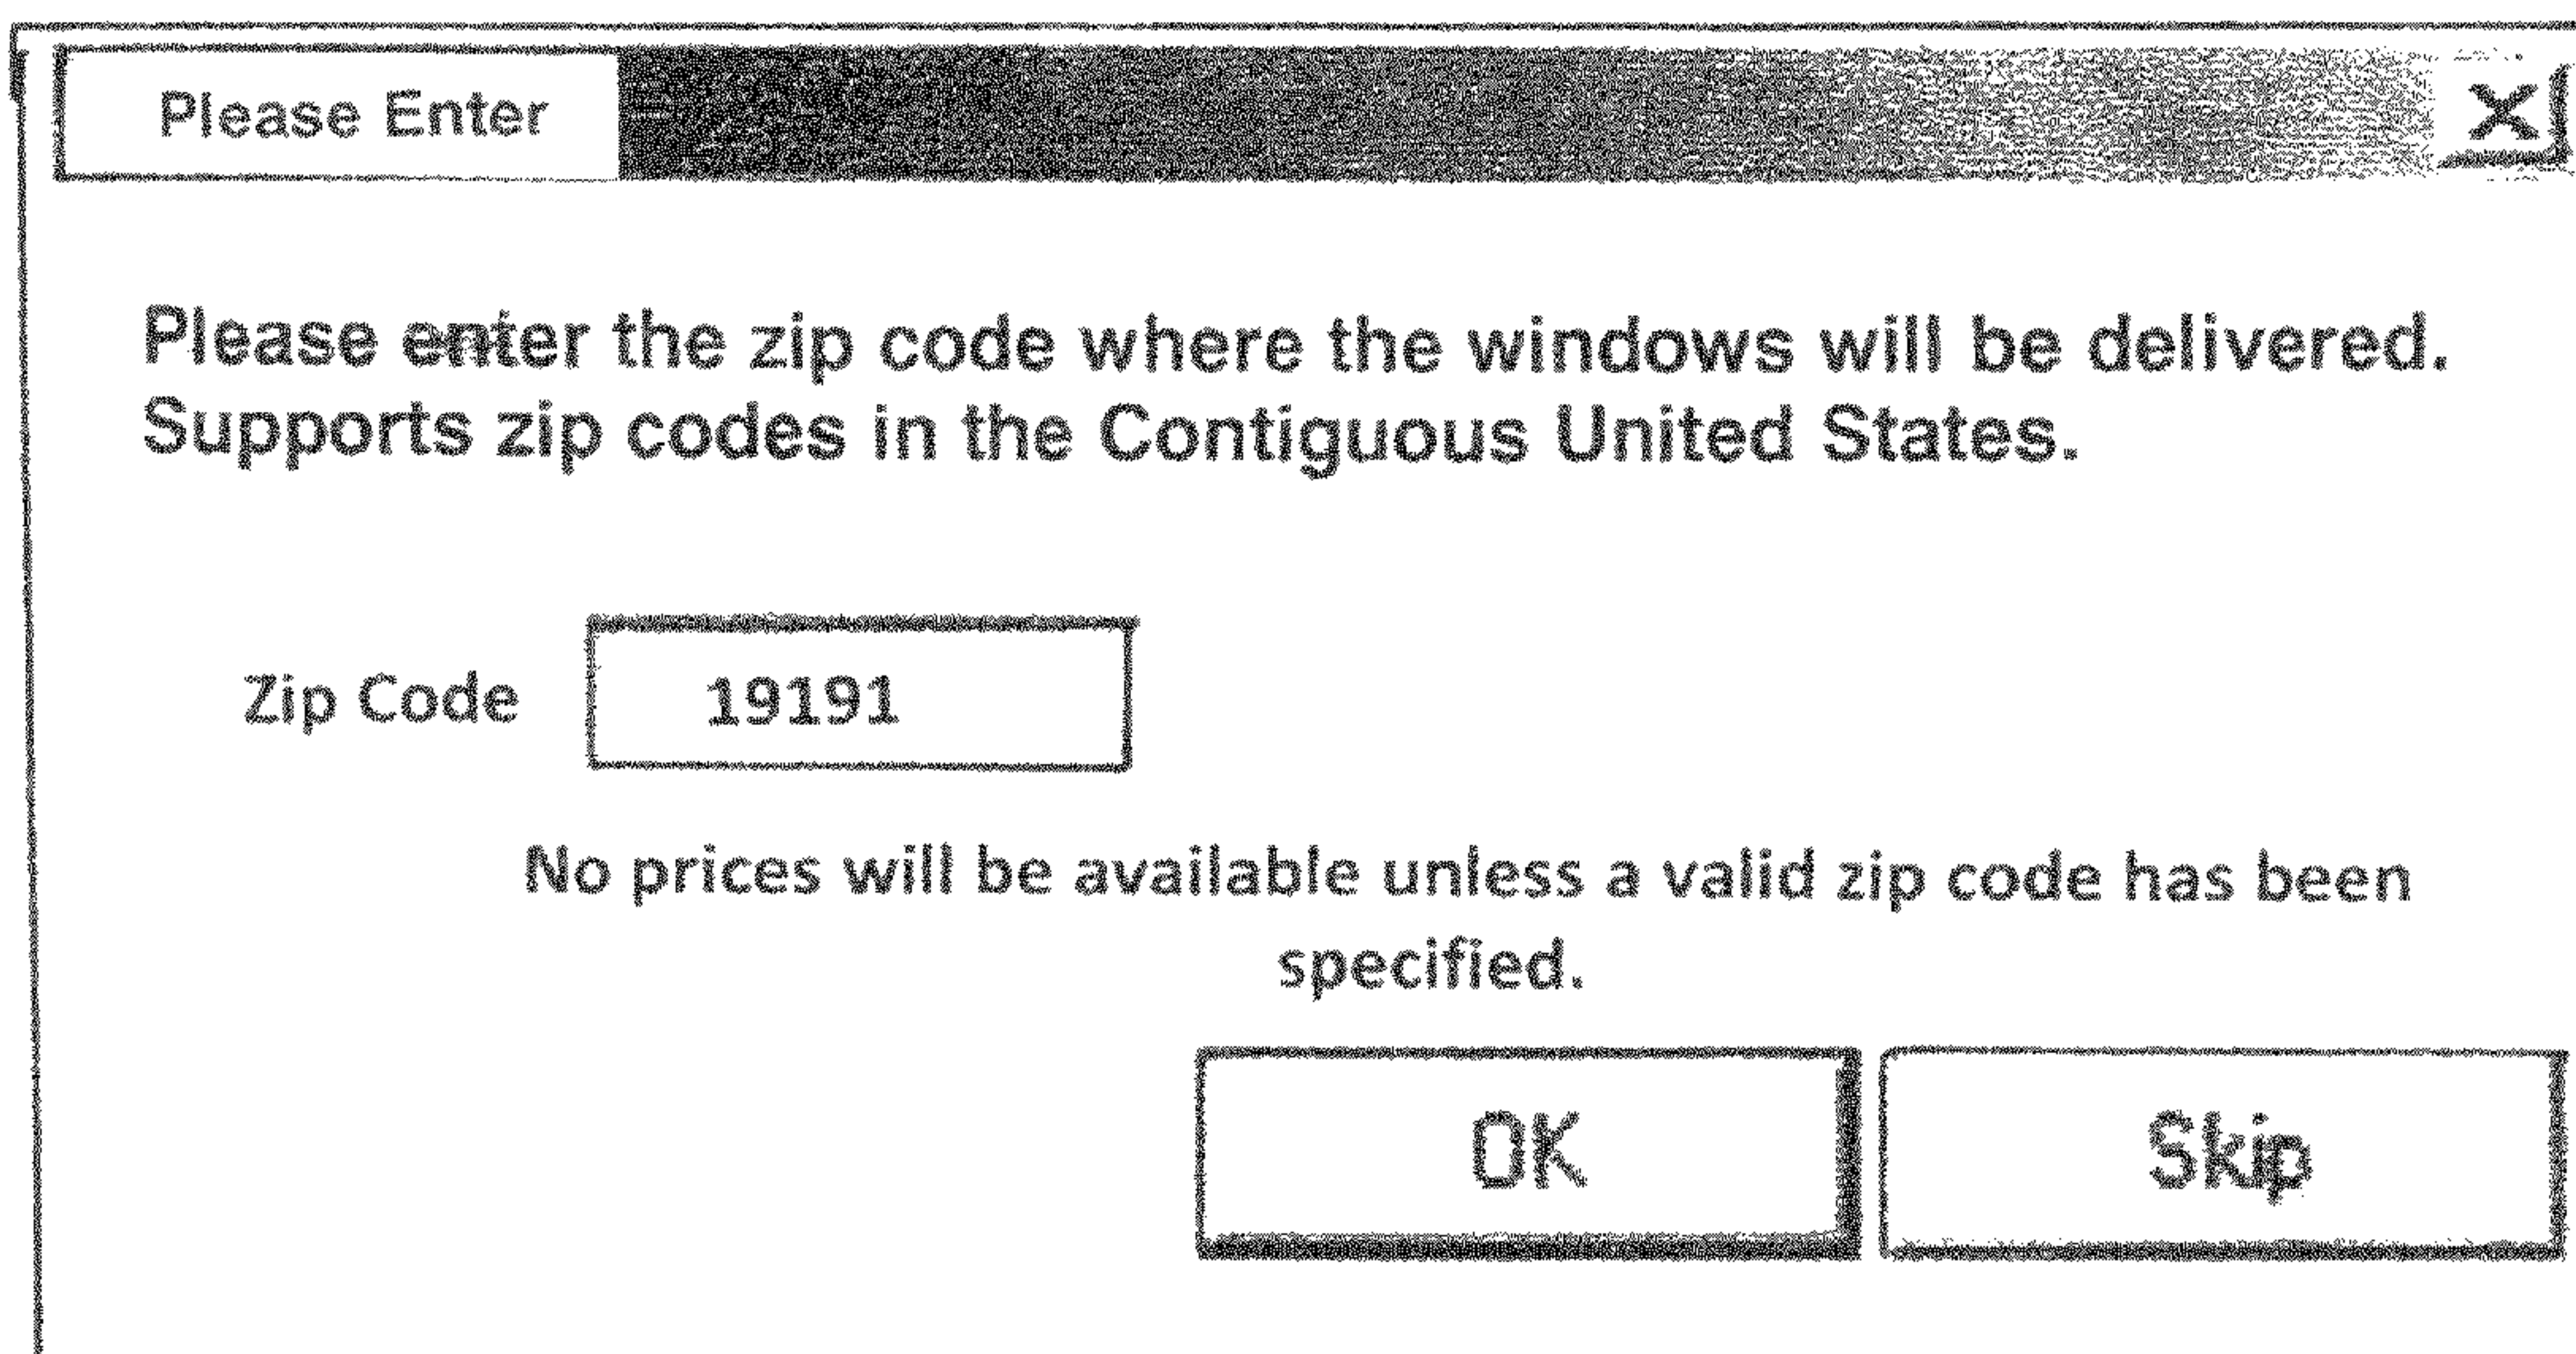 Please Enter
X
Please enter the zip code where the windows will be delivered.
Supports zip codes in the Contiguous United States.
Zip Code 19191
No prices will be available unless a valid zip code has been
specified.
OK Skip